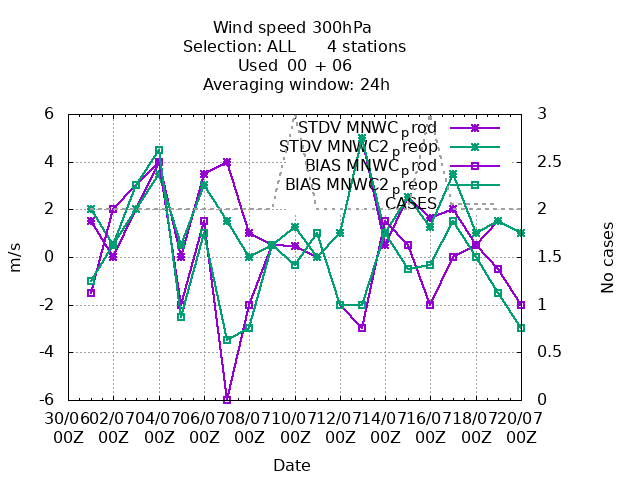 Wind speed 300hPa
Selection: ALL 4 stations
Used 00 + 06
Averaging window: 24h
6
4
2
0
-2
-4
-6
m/s
3
2.5
2
1.5
1
0.5
0
No cases
STDV MNWC_prod
STDV MNWC2_preop
BIAS MNWC_prod
BIAS MNWC2_preop
CASES
30/06 02/07 04/07 06/07 08/07 10/07 12/07 14/07 16/07 18/07 20/07
00Z 00Z 00Z 00Z 00Z 00Z 00Z 00Z 00Z 00Z 00Z
Date